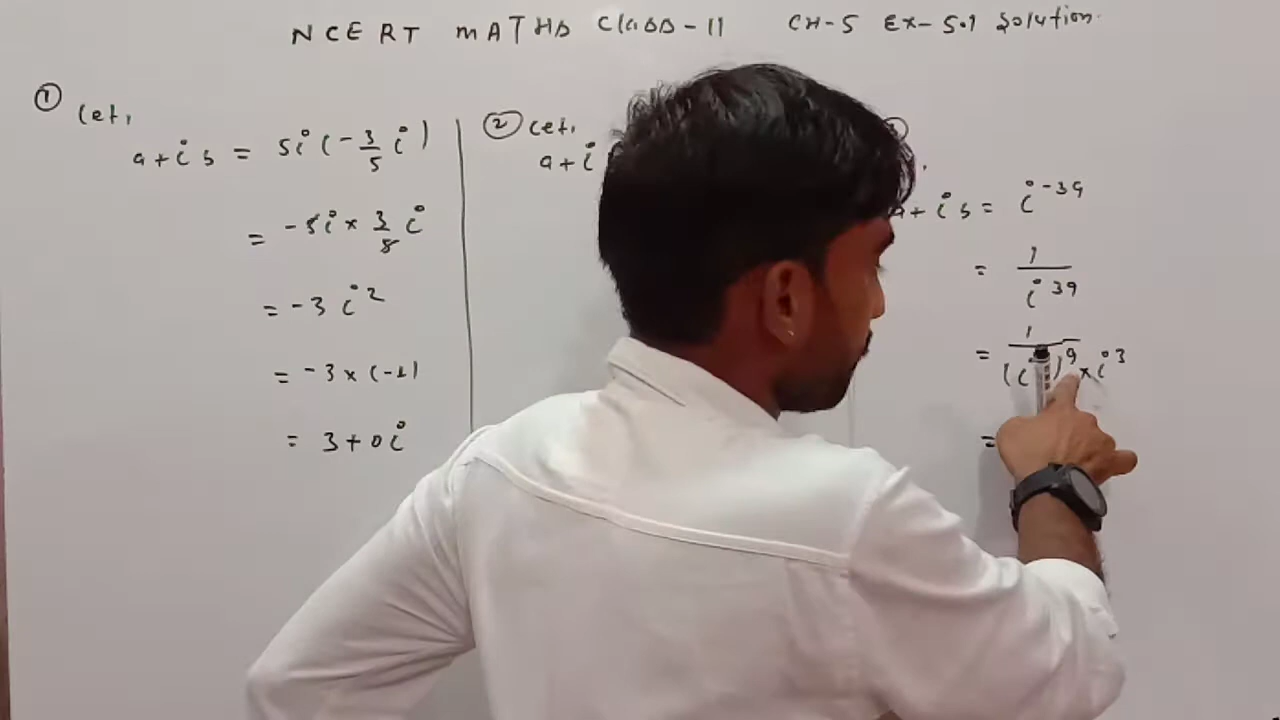 NCERT MATHS Class-11 CH-5 EX-5.1 Solution.
① Let,
a+ib = 5i(-3/5 i)
= -5i × 3/5 i
= -3 i²
= -3×(-1)
= 3+0i
② Let,
a+i
a+ib = i⁻³⁹
= 1/i³⁹
= 1/(i )⁹×i³
=